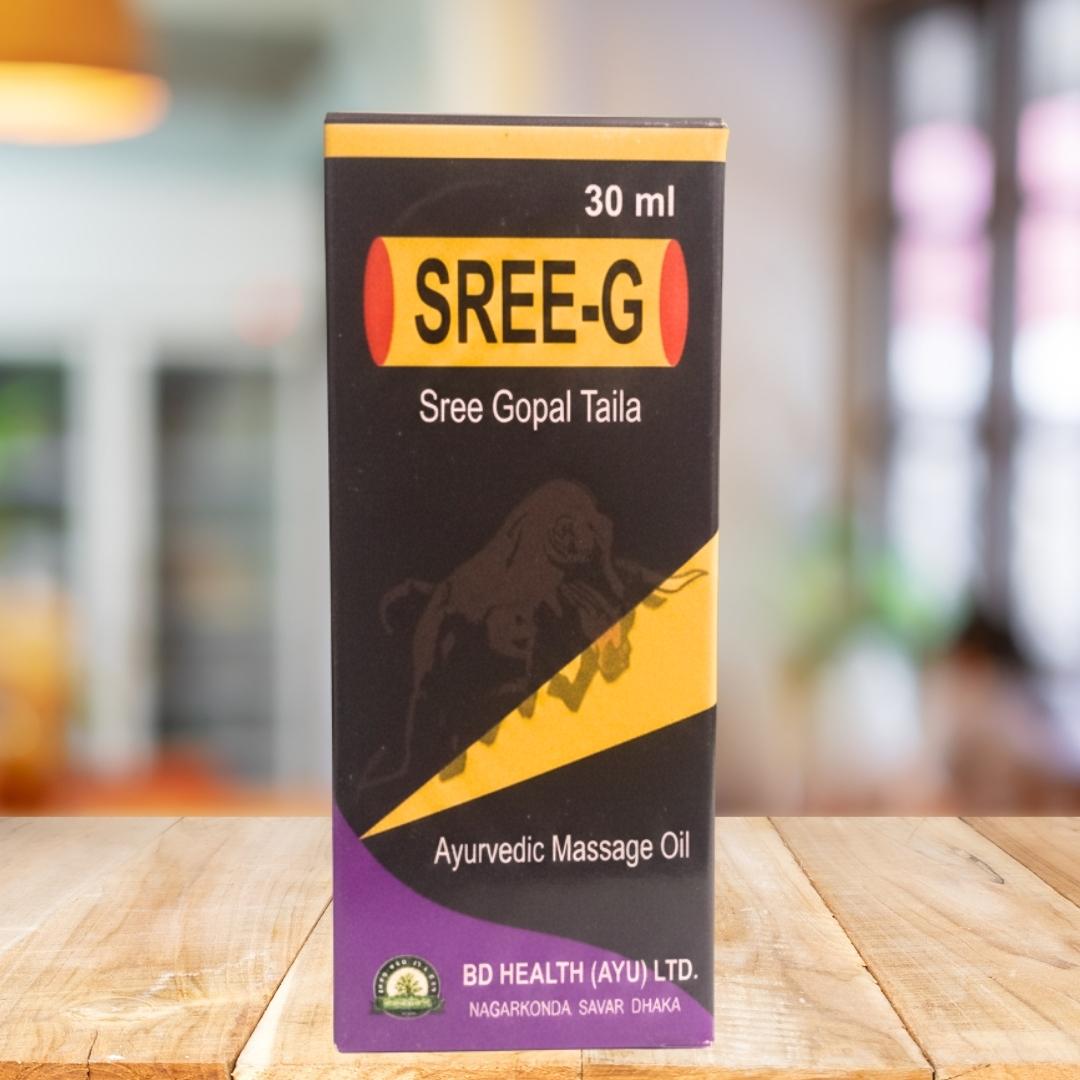 30 ml
SREE-G
Sree Gopal Taila
Ayurvedic Massage Oil
BD HEALTH (AYU) LTD.
NAGARKONDA SAVAR DHAKA